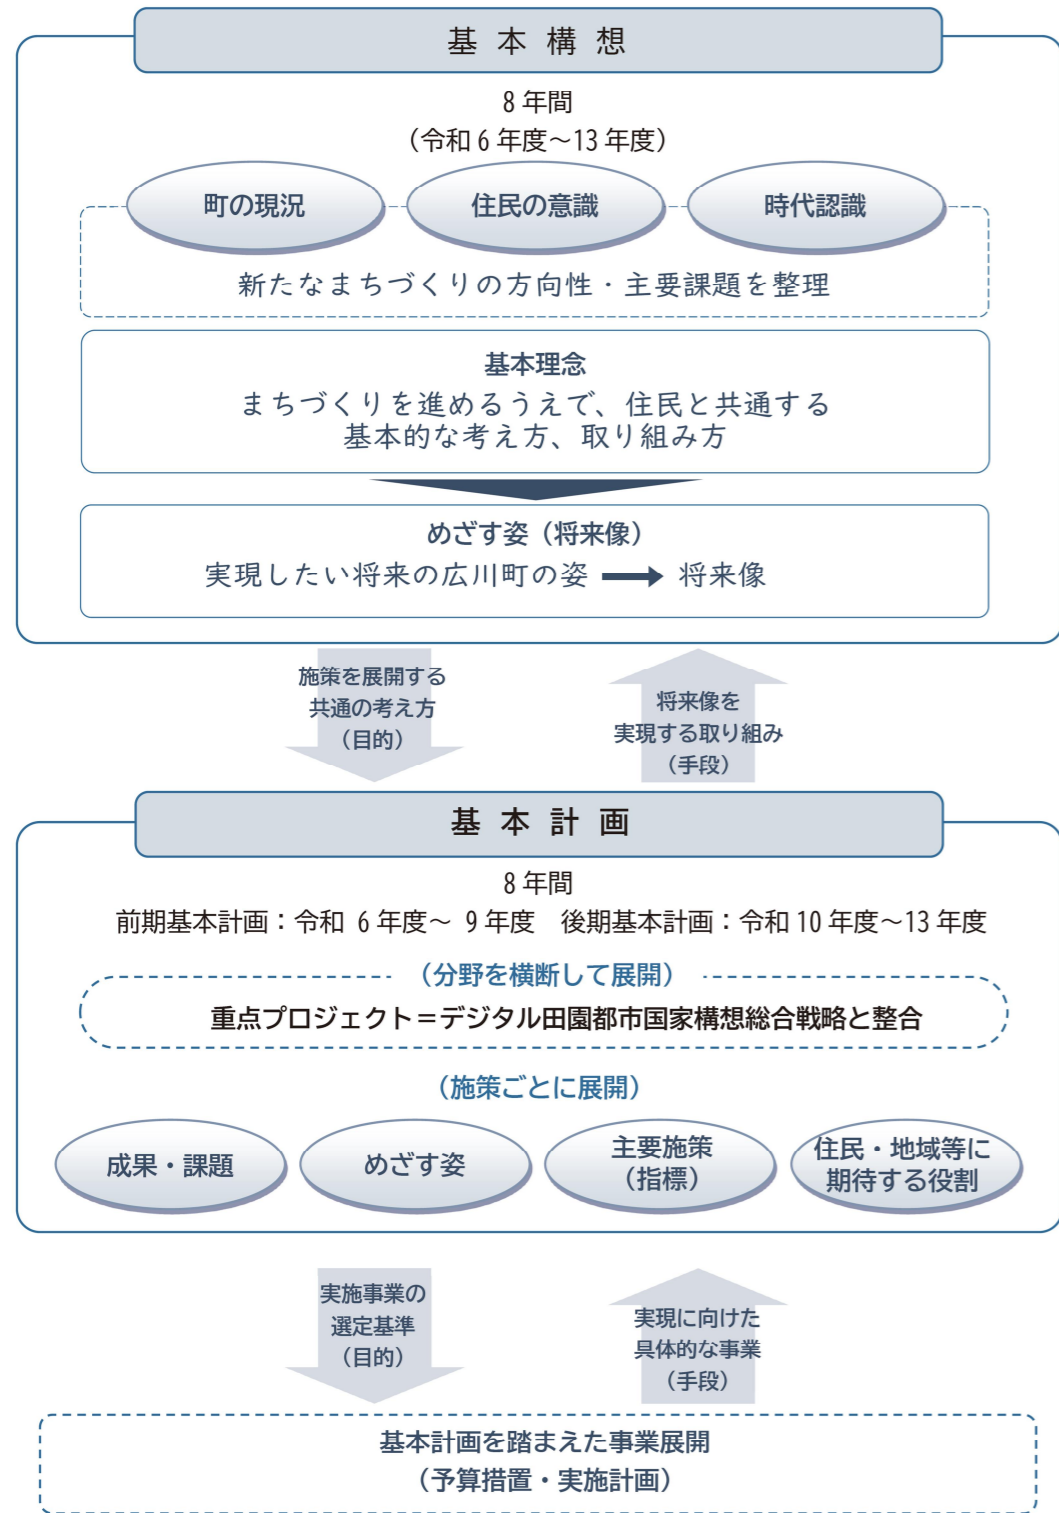 基本構想
8年間
（令和6年度～13年度）
町の現況 住民の意識 時代認識
新たなまちづくりの方向性・主要課題を整理
基本理念
まちづくりを進めるうえで、住民と共通する
基本的な考え方、取り組み方
めざす姿（将来像）
実現したい将来の広川町の姿 → 将来像
施策を展開する
共通の考え方
（目的）
将来像を
実現する取り組み
（手段）
基本計画
8年間
前期基本計画：令和 6年度～ 9年度 後期基本計画：令和10年度～13年度
（分野を横断して展開）
重点プロジェクト＝デジタル田園都市国家構想総合戦略と整合
（施策ごとに展開）
成果・課題
めざす姿
主要施策
（指標）
住民・地域等に
期待する役割
実施事業の
選定基準
（目的）
実現に向けた
具体的な事業
（手段）
基本計画を踏まえた事業展開
（予算措置・実施計画）